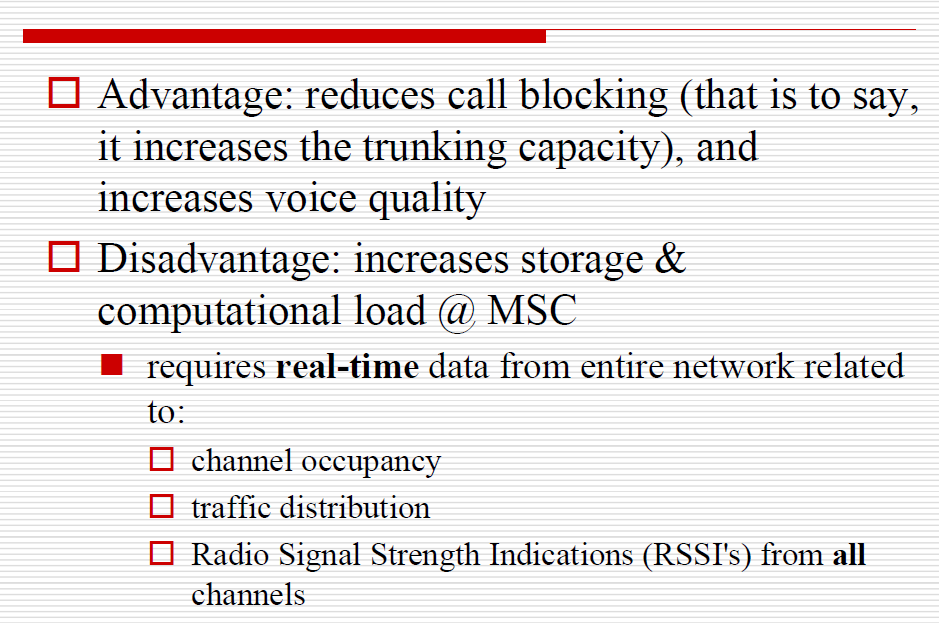 Advantage: reduces call blocking (that is to say,
it increases the trunking capacity), and
increases voice quality
Disadvantage: increases storage &
computational load @ MSC
requires real-time data from entire network related
to:
channel occupancy
traffic distribution
Radio Signal Strength Indications (RSSI's) from all
channels